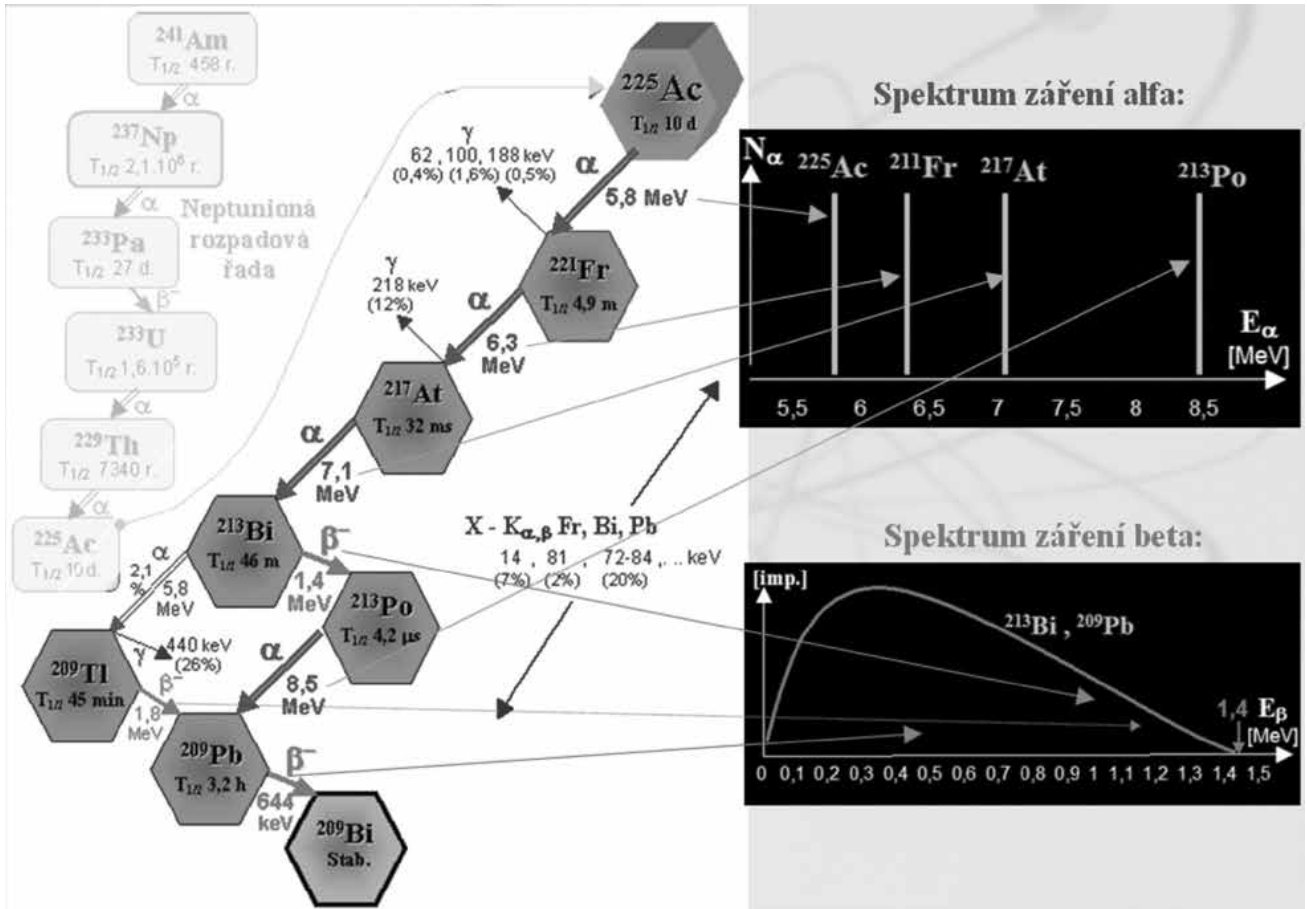 241Am
T1/2 458 r.
α
237Np
T1/2 2,1.10⁶ r.
α
233Pa
T1/2 27 d.
β⁻
233U
T1/2 1,6.10⁵ r.
α
229Th
T1/2 7340 r.
α
225Ac
T1/2 10 d.
Neptunioná
rozpadová
řada
225Ac
T1/2 10 d
α
5,8 MeV
γ
62 , 100, 188 keV
(0,4%) (1,6%) (0,5%)
221Fr
T1/2 4,9 m
α
6,3
MeV
γ
218 keV
(12%)
217At
T1/2 32 ms
α
7,1
MeV
213Bi
T1/2 46 m
β⁻
1,4
MeV
α
2,1
%
5,8
MeV
213Po
T1/2 4,2 µs
α
8,5
MeV
γ
440 keV
(26%)
209Tl
T1/2 45 min
β⁻
1,8
MeV
209Pb
T1/2 3,2 h
β⁻
644
keV
209Bi
Stab.
X - Kα,β Fr, Bi, Pb
14 , 81 , 72-84 ,... keV
(7%) (2%) (20%)
Spektrum záření alfa:
Nα
225Ac 211Fr 217At 213Po
Eα
[MeV]
5,5 6 6,5 7 7,5 8 8,5
Spektrum záření beta:
[imp.]
213Bi , 209Pb
1,4
Eβ
[MeV]
0 0,1 0,2 0,3 0,4 0,5 0,6 0,7 0,8 0,9 1 1,1 1,2 1,3 1,4 1,5